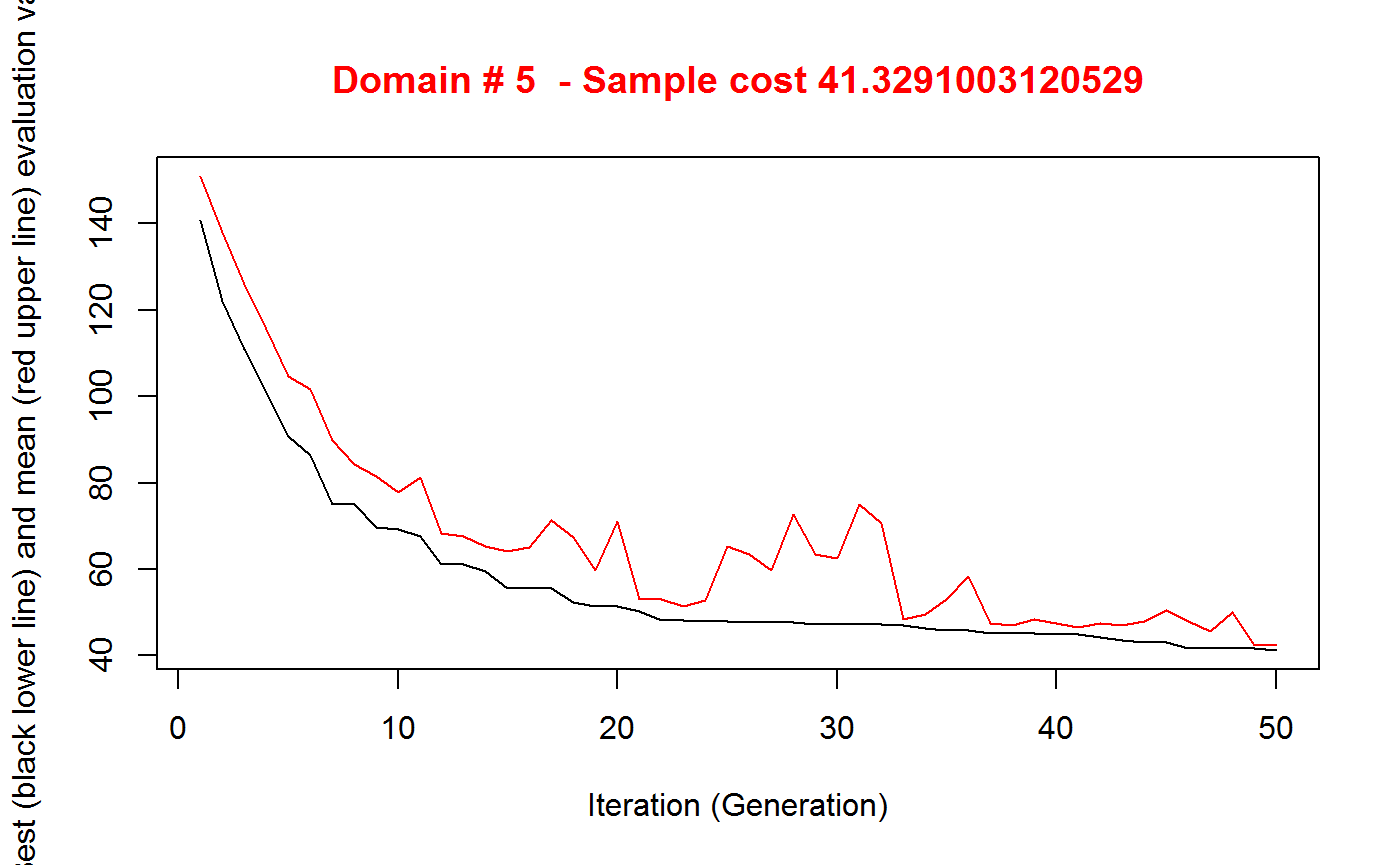 Domain # 5  - Sample cost 41.3291003120529
est (black lower line) and mean (red upper line) evaluation va
140
120
100
80
60
40
0 10 20 30 40 50
Iteration (Generation)